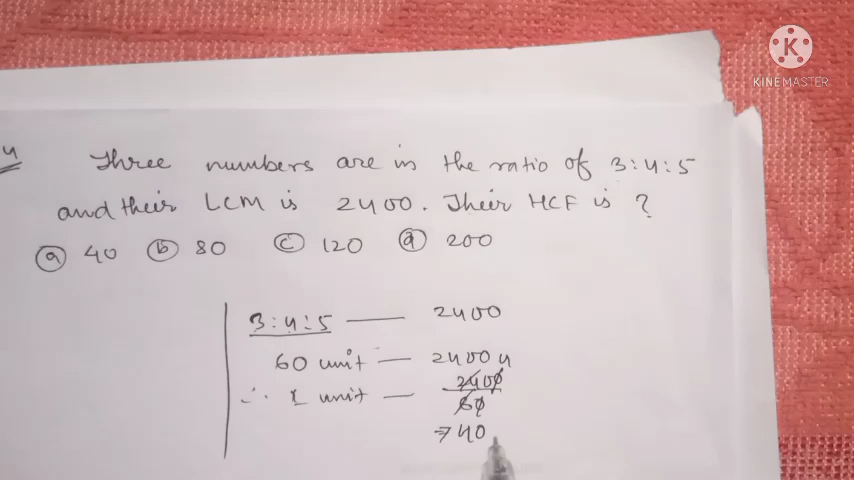 K
KINEMASTER
4 Three numbers are in the ratio of 3:4:5
and their LCM is 2400. Their HCF is ?
(a) 40 (b) 80 (c) 120 (d) 200
3:4:5 — 2400
60 unit — 2400 4
∴ 1 unit — 2400/60
⇒ 40